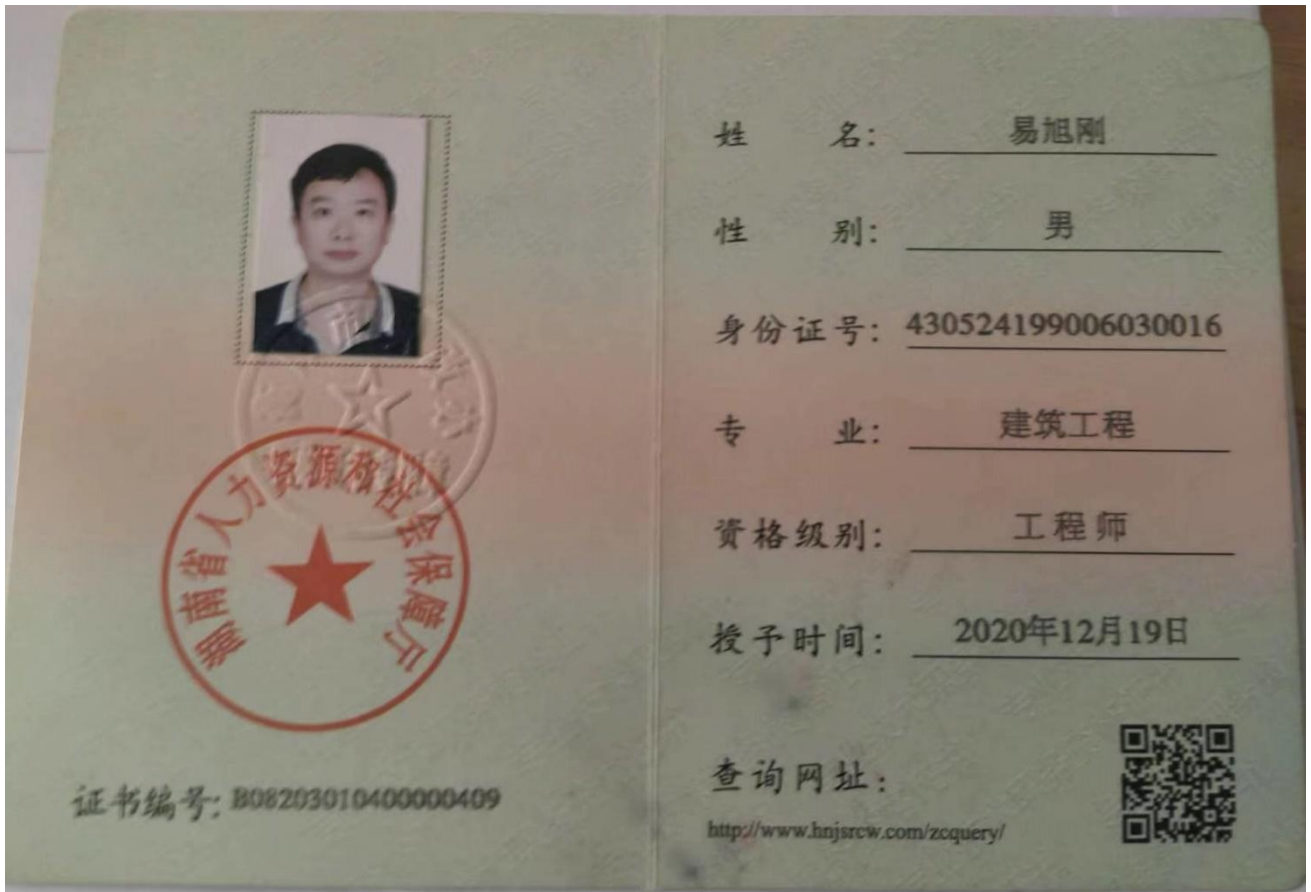 湖南省人力资源和社会保障厅
证书编号: B08203010400000409
姓 名: 易旭刚
性 别: 男
身份证号: 430524199006030016
专 业: 建筑工程
资格级别: 工程师
授予时间: 2020年12月19日
查询网址:
http://www.hnjsrcw.com/zcquery/